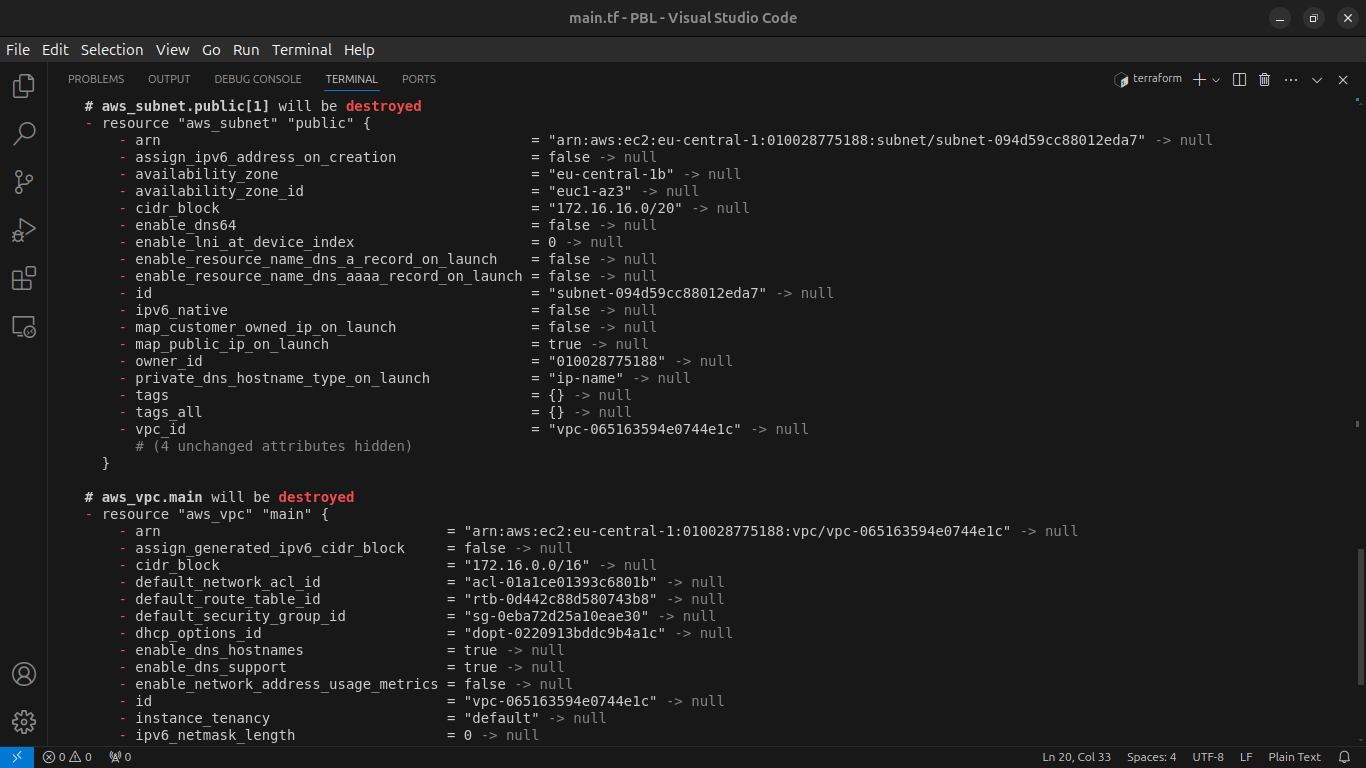 main.tf - PBL - Visual Studio Code
File Edit Selection View Go Run Terminal Help
PROBLEMS OUTPUT DEBUG CONSOLE TERMINAL PORTS terraform
# aws_subnet.public[1] will be destroyed
- resource "aws_subnet" "public" {
- arn = "arn:aws:ec2:eu-central-1:010028775188:subnet/subnet-094d59cc88012eda7" -> null
- assign_ipv6_address_on_creation = false -> null
- availability_zone = "eu-central-1b" -> null
- availability_zone_id = "euc1-az3" -> null
- cidr_block = "172.16.16.0/20" -> null
- enable_dns64 = false -> null
- enable_lni_at_device_index = 0 -> null
- enable_resource_name_dns_a_record_on_launch = false -> null
- enable_resource_name_dns_aaaa_record_on_launch = false -> null
- id = "subnet-094d59cc88012eda7" -> null
- ipv6_native = false -> null
- map_customer_owned_ip_on_launch = false -> null
- map_public_ip_on_launch = true -> null
- owner_id = "010028775188" -> null
- private_dns_hostname_type_on_launch = "ip-name" -> null
- tags = {} -> null
- tags_all = {} -> null
- vpc_id = "vpc-065163594e0744e1c" -> null
# (4 unchanged attributes hidden)
}
# aws_vpc.main will be destroyed
- resource "aws_vpc" "main" {
- arn = "arn:aws:ec2:eu-central-1:010028775188:vpc/vpc-065163594e0744e1c" -> null
- assign_generated_ipv6_cidr_block = false -> null
- cidr_block = "172.16.0.0/16" -> null
- default_network_acl_id = "acl-01a1ce01393c6801b" -> null
- default_route_table_id = "rtb-0d442c88d580743b8" -> null
- default_security_group_id = "sg-0eba72d25a10eae30" -> null
- dhcp_options_id = "dopt-0220913bddc9b4a1c" -> null
- enable_dns_hostnames = true -> null
- enable_dns_support = true -> null
- enable_network_address_usage_metrics = false -> null
- id = "vpc-065163594e0744e1c" -> null
- instance_tenancy = "default" -> null
- ipv6_netmask_length = 0 -> null
0 0 0 Ln 20, Col 33 Spaces: 4 UTF-8 LF Plain Text